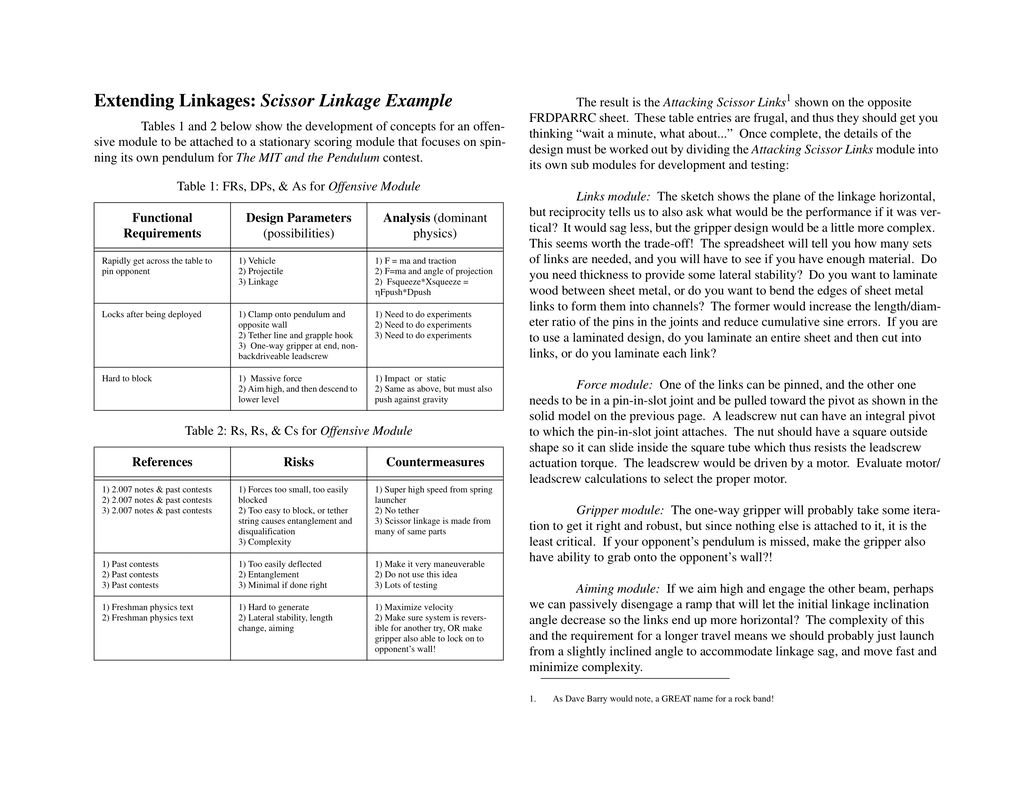 Extending Linkages: Scissor Linkage Example
Tables 1 and 2 below show the development of concepts for an offen-
sive module to be attached to a stationary scoring module that focuses on spin-
ning its own pendulum for The MIT and the Pendulum contest.
Table 1: FRs, DPs, & As for Offensive Module
Functional
Requirements
Design Parameters
(possibilities)
Analysis (dominant
physics)
Rapidly get across the table to
pin opponent
1) Vehicle
2) Projectile
3) Linkage
1) F = ma and traction
2) F=ma and angle of projection
3) Fsqueeze*Xsqueeze =
ηFpush*Dpush
Locks after being deployed
1) Clamp onto pendulum and
opposite wall
2) Tether line and grapple hook
3) One-way gripper at end, non-
backdriveable leadscrew
1) Need to do experiments
2) Need to do experiments
3) Need to do experiments
Hard to block
1) Massive force
2) Aim high, and then descend to
lower level
1) Impact or static
2) Same as above, but must also
push against gravity
Table 2: Rs, Rs, & Cs for Offensive Module
References
Risks
Countermeasures
1) 2.007 notes & past contests
2) 2.007 notes & past contests
3) 2.007 notes & past contests
1) Forces too small, too easily
blocked
2) Too easy to block, or tether
string causes entanglement and
disqualification
3) Complexity
1) Super high speed from spring
launcher
2) No tether
3) Scissor linkage is made from
many of same parts
1) Past contests
2) Past contests
3) Past contests
1) Too easily deflected
2) Entanglement
3) Minimal if done right
1) Make it very maneuverable
2) Do not use this idea
3) Lots of testing
1) Freshman physics text
2) Freshman physics text
1) Hard to generate
2) Lateral stability, length
change, aiming
1) Maximize velocity
2) Make sure system is revers-
ible for another try, OR make
gripper also able to lock on to
opponent's wall!
The result is the Attacking Scissor Links1 shown on the opposite
FRDPARRC sheet. These table entries are frugal, and thus they should get you
thinking “wait a minute, what about...” Once complete, the details of the
design must be worked out by dividing the Attacking Scissor Links module into
its own sub modules for development and testing:
Links module: The sketch shows the plane of the linkage horizontal,
but reciprocity tells us to also ask what would be the performance if it was ver-
tical? It would sag less, but the gripper design would be a little more complex.
This seems worth the trade-off! The spreadsheet will tell you how many sets
of links are needed, and you will have to see if you have enough material. Do
you need thickness to provide some lateral stability? Do you want to laminate
wood between sheet metal, or do you want to bend the edges of sheet metal
links to form them into channels? The former would increase the length/diam-
eter ratio of the pins in the joints and reduce cumulative sine errors. If you are
to use a laminated design, do you laminate an entire sheet and then cut into
links, or do you laminate each link?
Force module: One of the links can be pinned, and the other one
needs to be in a pin-in-slot joint and be pulled toward the pivot as shown in the
solid model on the previous page. A leadscrew nut can have an integral pivot
to which the pin-in-slot joint attaches. The nut should have a square outside
shape so it can slide inside the square tube which thus resists the leadscrew
actuation torque. The leadscrew would be driven by a motor. Evaluate motor/
leadscrew calculations to select the proper motor.
Gripper module: The one-way gripper will probably take some itera-
tion to get it right and robust, but since nothing else is attached to it, it is the
least critical. If your opponent's pendulum is missed, make the gripper also
have ability to grab onto the opponent's wall?!
Aiming module: If we aim high and engage the other beam, perhaps
we can passively disengage a ramp that will let the initial linkage inclination
angle decrease so the links end up more horizontal? The complexity of this
and the requirement for a longer travel means we should probably just launch
from a slightly inclined angle to accommodate linkage sag, and move fast and
minimize complexity.
1. As Dave Barry would note, a GREAT name for a rock band!